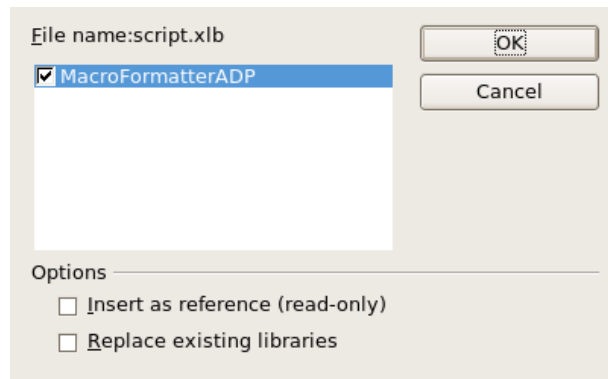 File name:script.xlb
OK
MacroFormatterADP
Cancel
Options
Insert as reference (read-only)
Replace existing libraries